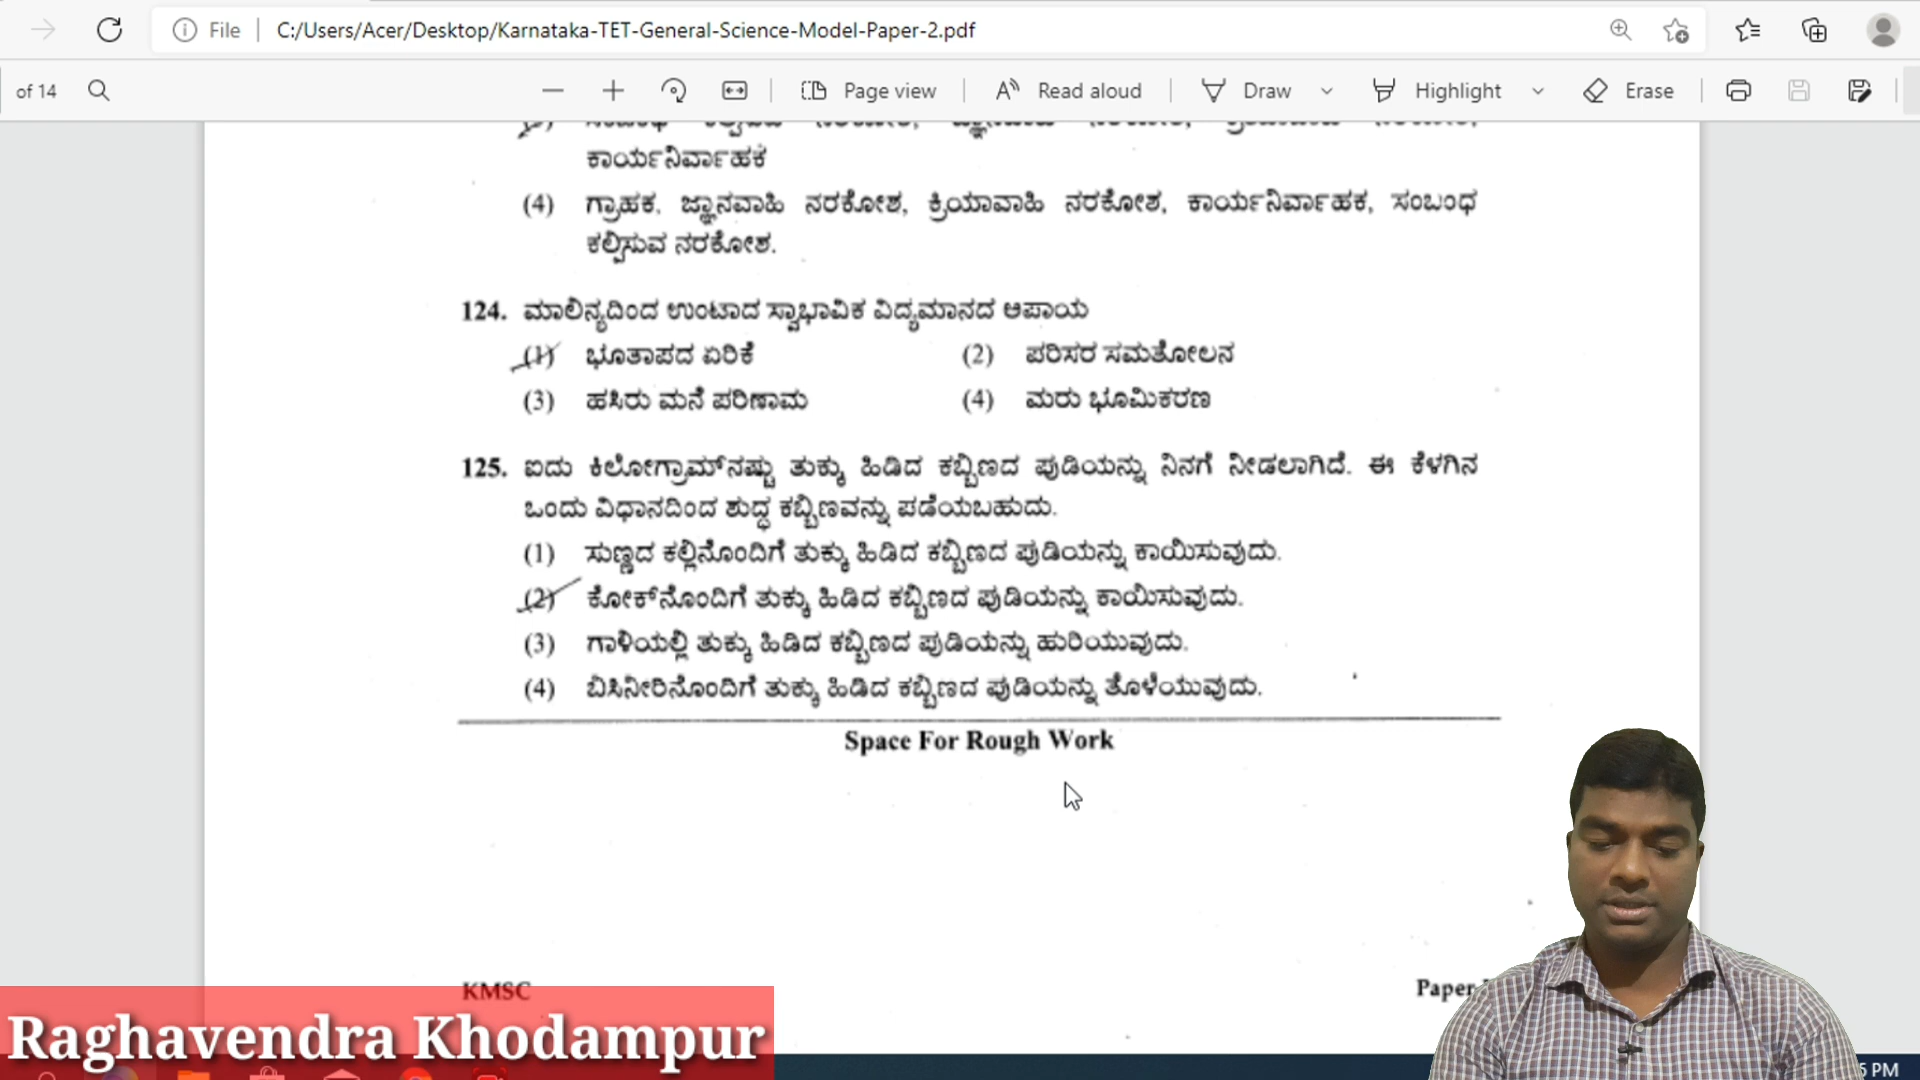 File C:/Users/Acer/Desktop/Karnataka-TET-General-Science-Model-Paper-2.pdf
of 14 Page view Read aloud Draw Highlight Erase
ಕಾರ್ಯನಿರ್ವಾಹಕ
(4) ಗ್ರಾಹಕ, ಜ್ಞಾನವಾಹಿ ನರಕೋಶ, ಕ್ರಿಯಾವಾಹಿ ನರಕೋಶ, ಕಾರ್ಯನಿರ್ವಾಹಕ, ಸಂಬಂಧ
ಕಲ್ಪಿಸುವ ನರಕೋಶ.
124. ಮಾಲಿನ್ಯದಿಂದ ಉಂಟಾದ ಸ್ವಾಭಾವಿಕ ವಿದ್ಯಮಾನದ ಆಪಾಯ
(1) ಭೂತಾಪದ ಏರಿಕೆ (2) ಪರಿಸರ ಸಮತೋಲನ
(3) ಹಸಿರು ಮನೆ ಪರಿಣಾಮ (4) ಮರು ಭೂಮಿಕರಣ
125. ಐದು ಕಿಲೋಗ್ರಾಮ್‌ನಷ್ಟು ತುಕ್ಕು ಹಿಡಿದ ಕಬ್ಬಿಣದ ಪುಡಿಯನ್ನು ನಿನಗೆ ನೀಡಲಾಗಿದೆ. ಈ ಕೆಳಗಿನ
ಒಂದು ವಿಧಾನದಿಂದ ಶುದ್ಧ ಕಬ್ಬಿಣವನ್ನು ಪಡೆಯಬಹುದು.
(1) ಸುಣ್ಣದ ಕಲ್ಲಿನೊಂದಿಗೆ ತುಕ್ಕು ಹಿಡಿದ ಕಬ್ಬಿಣದ ಪುಡಿಯನ್ನು ಕಾಯಿಸುವುದು.
(2) ಕೋಕ್‌ನೊಂದಿಗೆ ತುಕ್ಕು ಹಿಡಿದ ಕಬ್ಬಿಣದ ಪುಡಿಯನ್ನು ಕಾಯಿಸುವುದು.
(3) ಗಾಳಿಯಲ್ಲಿ ತುಕ್ಕು ಹಿಡಿದ ಕಬ್ಬಿಣದ ಪುಡಿಯನ್ನು ಹುರಿಯುವುದು.
(4) ಬಿಸಿನೀರಿನೊಂದಿಗೆ ತುಕ್ಕು ಹಿಡಿದ ಕಬ್ಬಿಣದ ಪುಡಿಯನ್ನು ತೊಳೆಯುವುದು.
Space For Rough Work
KMSC Paper
Raghavendra Khodampur
PM